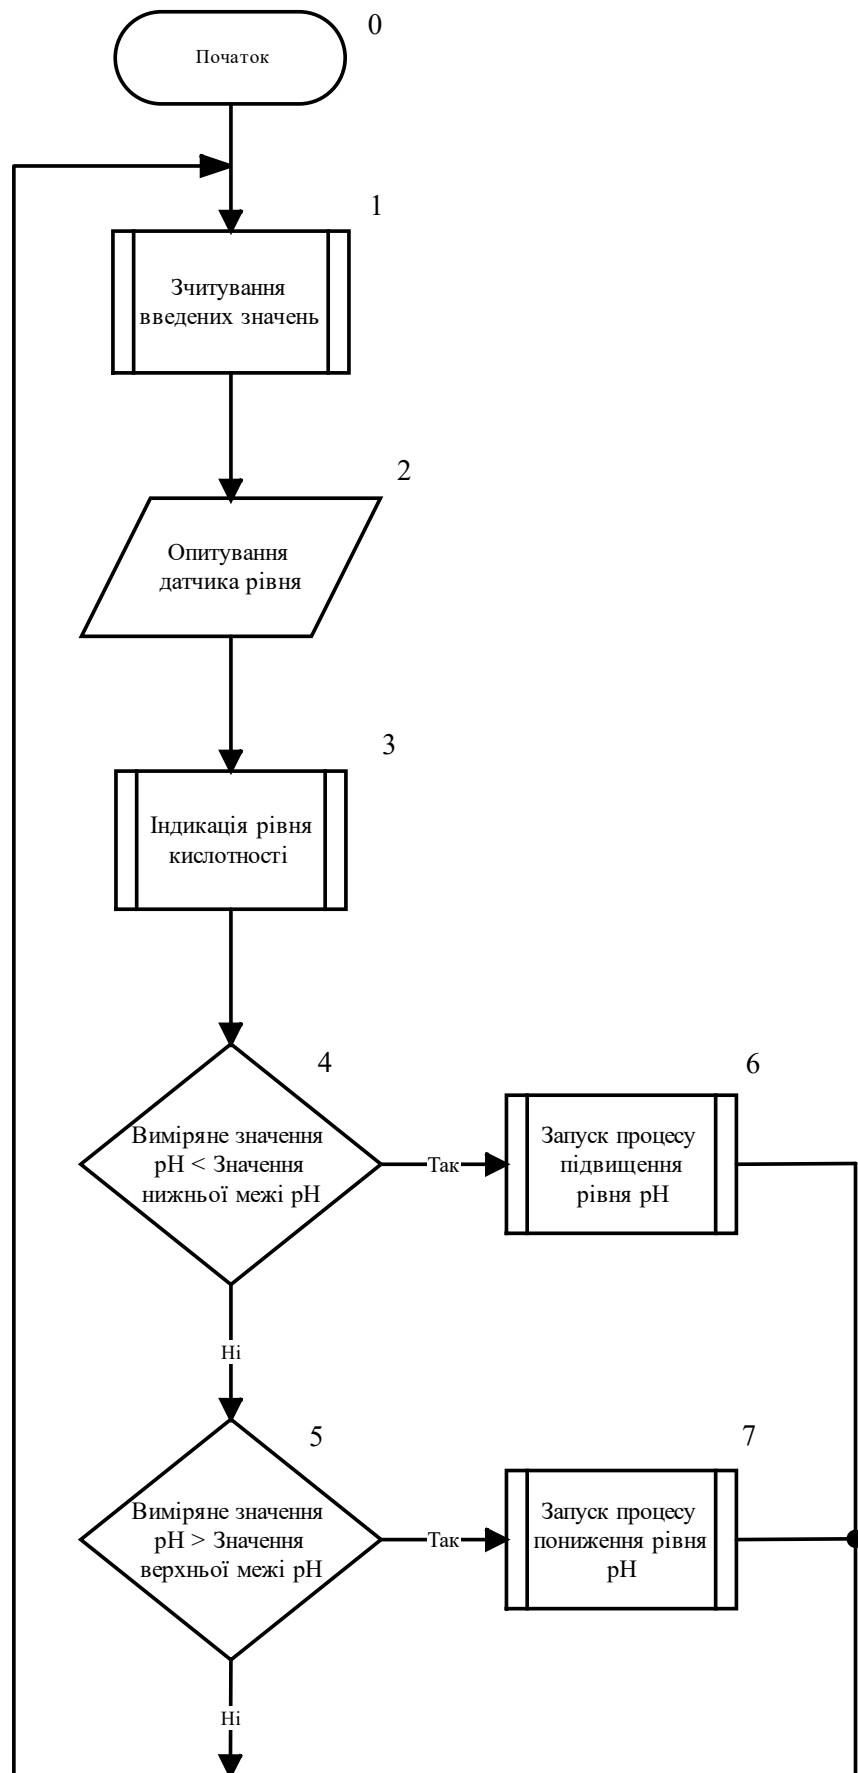 0
Початок
1
Зчитування
введених значень
2
Опитування
датчика рівня
3
Індикація рівня
кислотності
4
Виміряне значення
pH < Значення
нижньої межі pH
Так
6
Запуск процесу
підвищення
рівня pH
Ні
5
Виміряне значення
pH > Значення
верхньої межі pH
Так
7
Запуск процесу
пониження рівня
pH
Ні